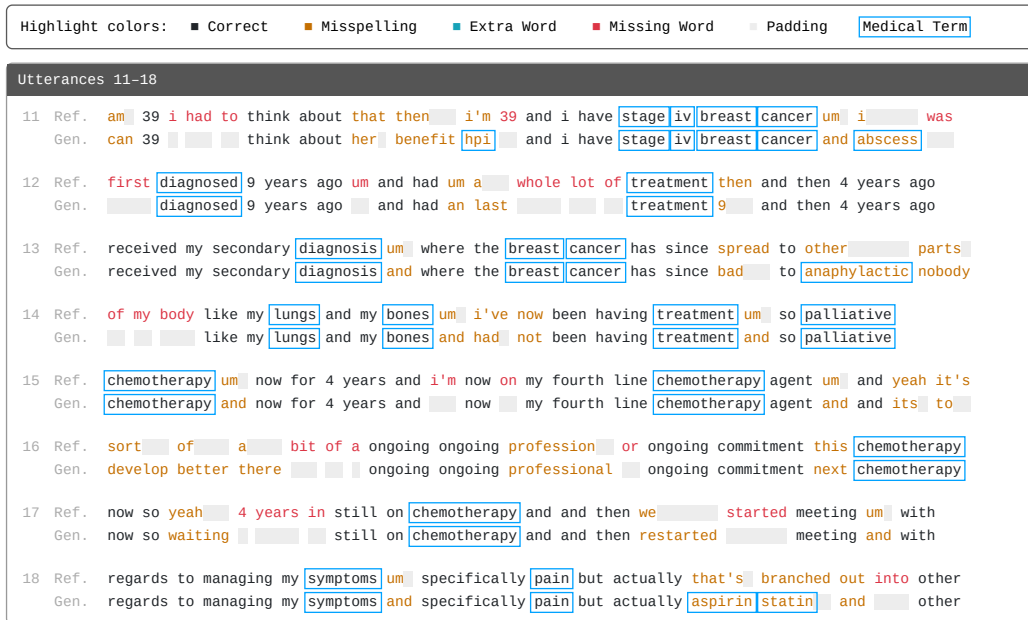 Highlight colors: ■ Correct ■ Misspelling ■ Extra Word ■ Missing Word ■ Padding Medical Term
Utterances 11–18
11 Ref. am 39 i had to think about that then i'm 39 and i have stage iv breast cancer um i was
Gen. can 39 think about her benefit hpi and i have stage iv breast cancer and abscess
12 Ref. first diagnosed 9 years ago um and had um a whole lot of treatment then and then 4 years ago
Gen. diagnosed 9 years ago and had an last treatment 9 and then 4 years ago
13 Ref. received my secondary diagnosis um where the breast cancer has since spread to other parts
Gen. received my secondary diagnosis and where the breast cancer has since bad to anaphylactic nobody
14 Ref. of my body like my lungs and my bones um i've now been having treatment um so palliative
Gen. like my lungs and my bones and had not been having treatment and so palliative
15 Ref. chemotherapy um now for 4 years and i'm now on my fourth line chemotherapy agent um and yeah it's
Gen. chemotherapy and now for 4 years and now my fourth line chemotherapy agent and and its to
16 Ref. sort of a bit of a ongoing ongoing profession or ongoing commitment this chemotherapy
Gen. develop better there ongoing ongoing professional ongoing commitment next chemotherapy
17 Ref. now so yeah 4 years in still on chemotherapy and and then we started meeting um with
Gen. now so waiting still on chemotherapy and and then restarted meeting and with
18 Ref. regards to managing my symptoms um specifically pain but actually that's branched out into other
Gen. regards to managing my symptoms and specifically pain but actually aspirin statin and other